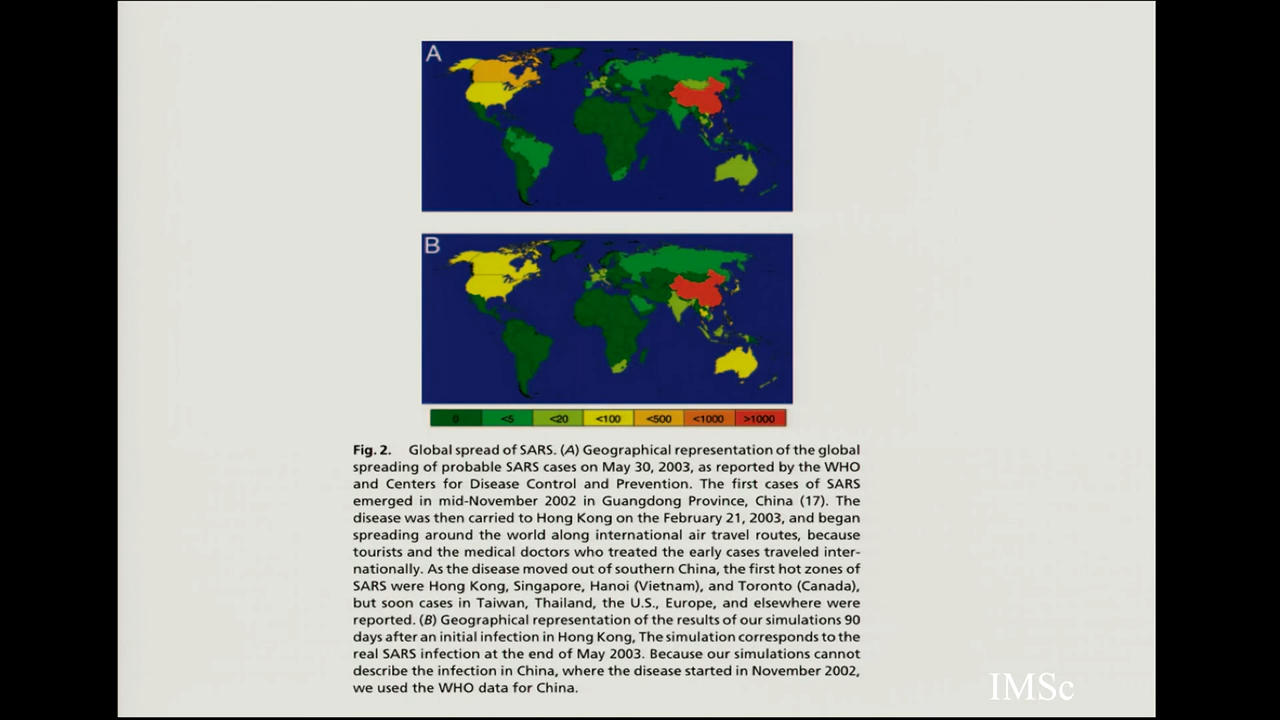 A
B
0 <5 <20 <100 <500 <1000 >1000
Fig. 2. Global spread of SARS. (A) Geographical representation of the global
spreading of probable SARS cases on May 30, 2003, as reported by the WHO
and Centers for Disease Control and Prevention. The first cases of SARS
emerged in mid-November 2002 in Guangdong Province, China (17). The
disease was then carried to Hong Kong on the February 21, 2003, and began
spreading around the world along international air travel routes, because
tourists and the medical doctors who treated the early cases traveled inter-
nationally. As the disease moved out of southern China, the first hot zones of
SARS were Hong Kong, Singapore, Hanoi (Vietnam), and Toronto (Canada),
but soon cases in Taiwan, Thailand, the U.S., Europe, and elsewhere were
reported. (B) Geographical representation of the results of our simulations 90
days after an initial infection in Hong Kong, The simulation corresponds to the
real SARS infection at the end of May 2003. Because our simulations cannot
describe the infection in China, where the disease started in November 2002,
we used the WHO data for China.
IMSc